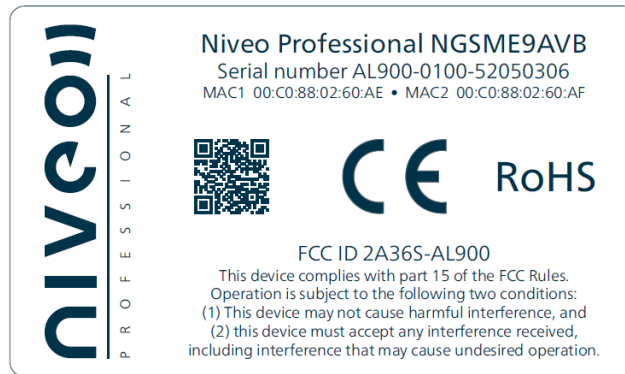 niveo
PROFESSIONAL
Niveo Professional NGSME9AVB
Serial number AL900-0100-52050306
MAC1 00:C0:88:02:60:AE • MAC2 00:C0:88:02:60:AF
CE
RoHS
FCC ID 2A36S-AL900
This device complies with part 15 of the FCC Rules.
Operation is subject to the following two conditions:
(1) This device may not cause harmful interference, and
(2) this device must accept any interference received,
including interference that may cause undesired operation.